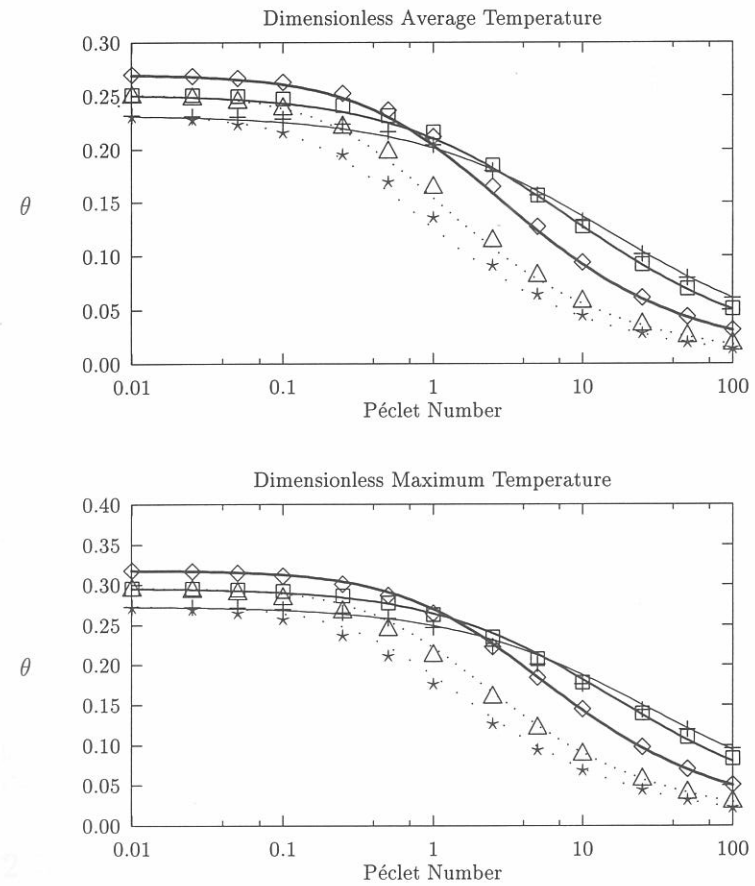 Dimensionless Average Temperature
0.30
0.25
0.20
θ
0.15
0.10
0.05
0.00
0.01 0.1 1 10 100
Péclet Number
Dimensionless Maximum Temperature
0.40
0.35
0.30
0.25
θ
0.20
0.15
0.10
0.05
0.00
0.01 0.1 1 10 100
Péclet Number